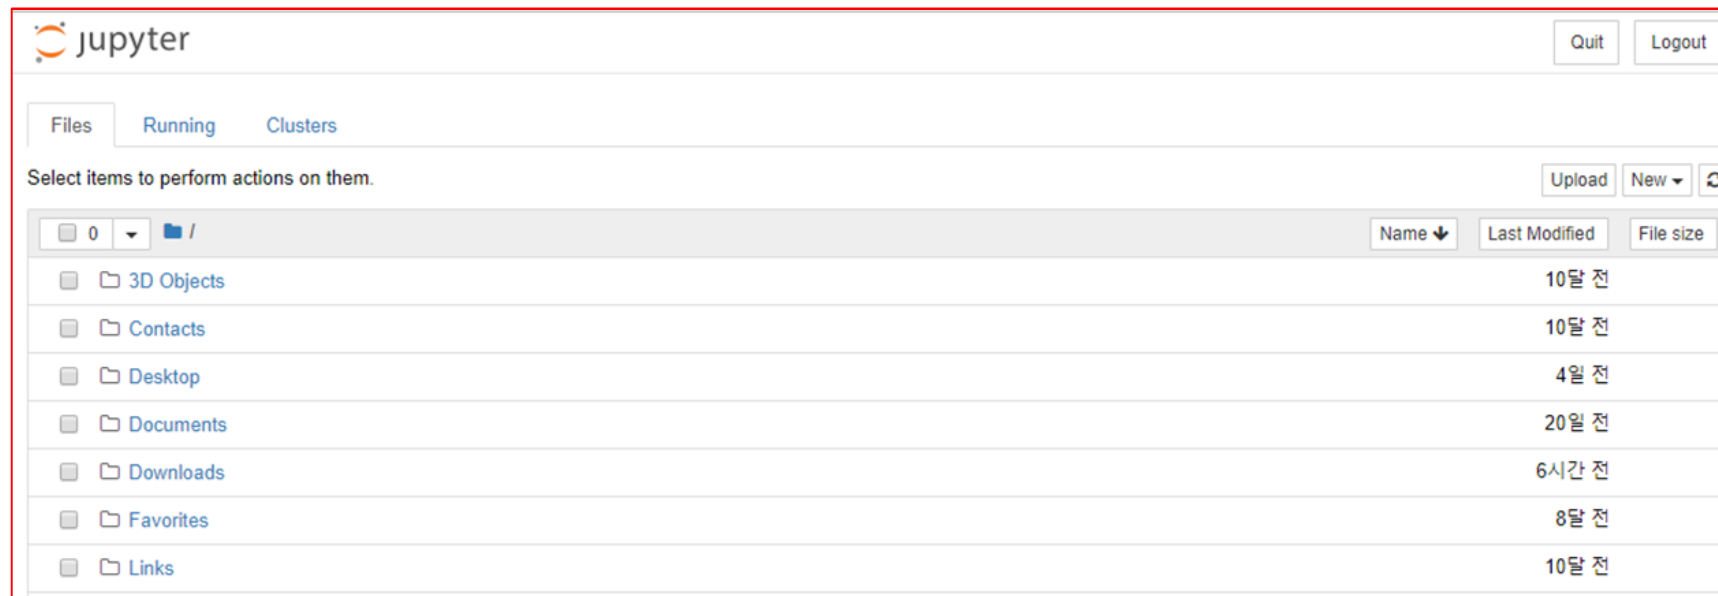 jupyter Quit Logout
Files Running Clusters
Select items to perform actions on them. Upload New
0 / Name Last Modified File size
3D Objects 10달 전
Contacts 10달 전
Desktop 4일 전
Documents 20일 전
Downloads 6시간 전
Favorites 8달 전
Links 10달 전